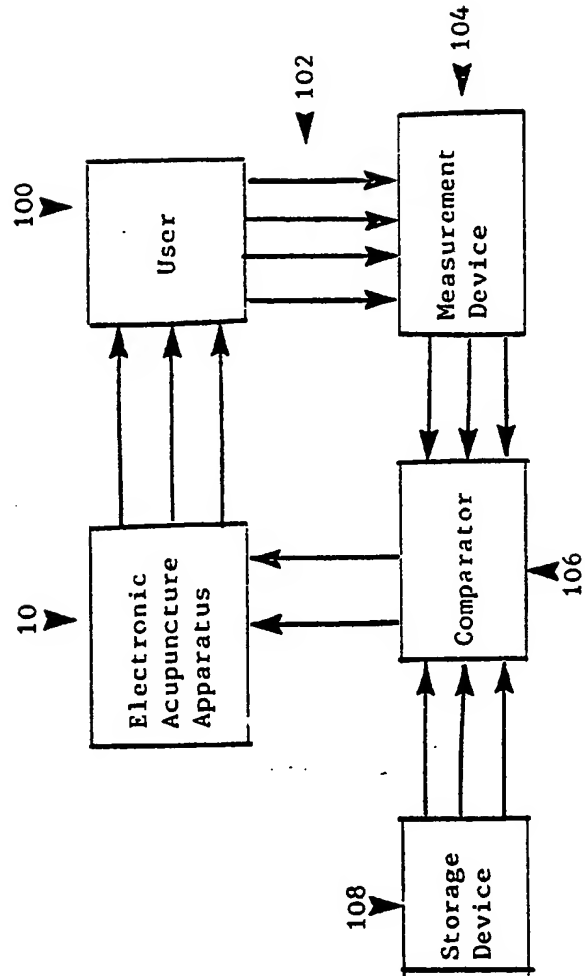 100
10
User
Electronic
Acupuncture
Apparatus
102
104
Measurement
Device
Comparator
106
108
Storage
Device